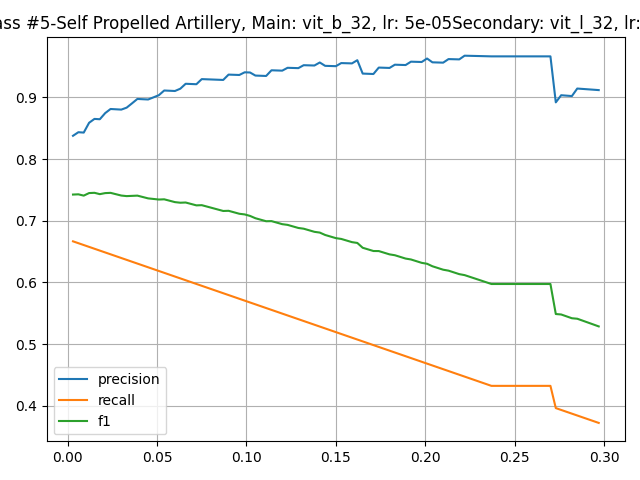 ass #5-Self Propelled Artillery, Main: vit_b_32, lr: 5e-05Secondary: vit_l_32, lr:
0.9
0.8
0.7
0.6
0.5
0.4
precision
recall
f1
0.00 0.05 0.10 0.15 0.20 0.25 0.30